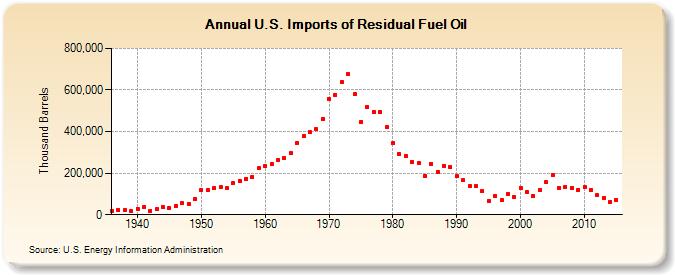 Annual U.S. Imports of Residual Fuel Oil
Thousand Barrels
800,000
600,000
400,000
200,000
0
1940 1950 1960 1970 1980 1990 2000 2010
Source: U.S. Energy Information Administration